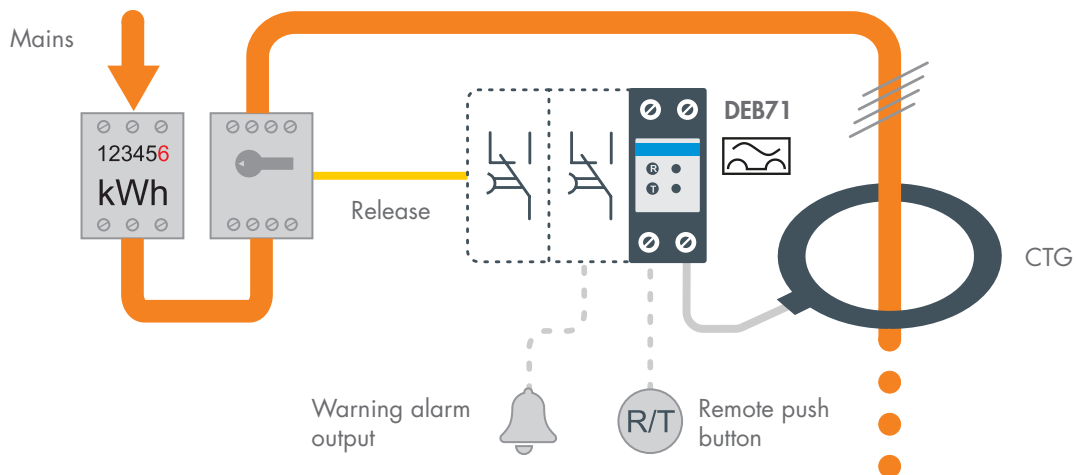 Mains
123456
kWh
Release
DEB71
R
T
CTG
Warning alarm
output
R/T
Remote push
button